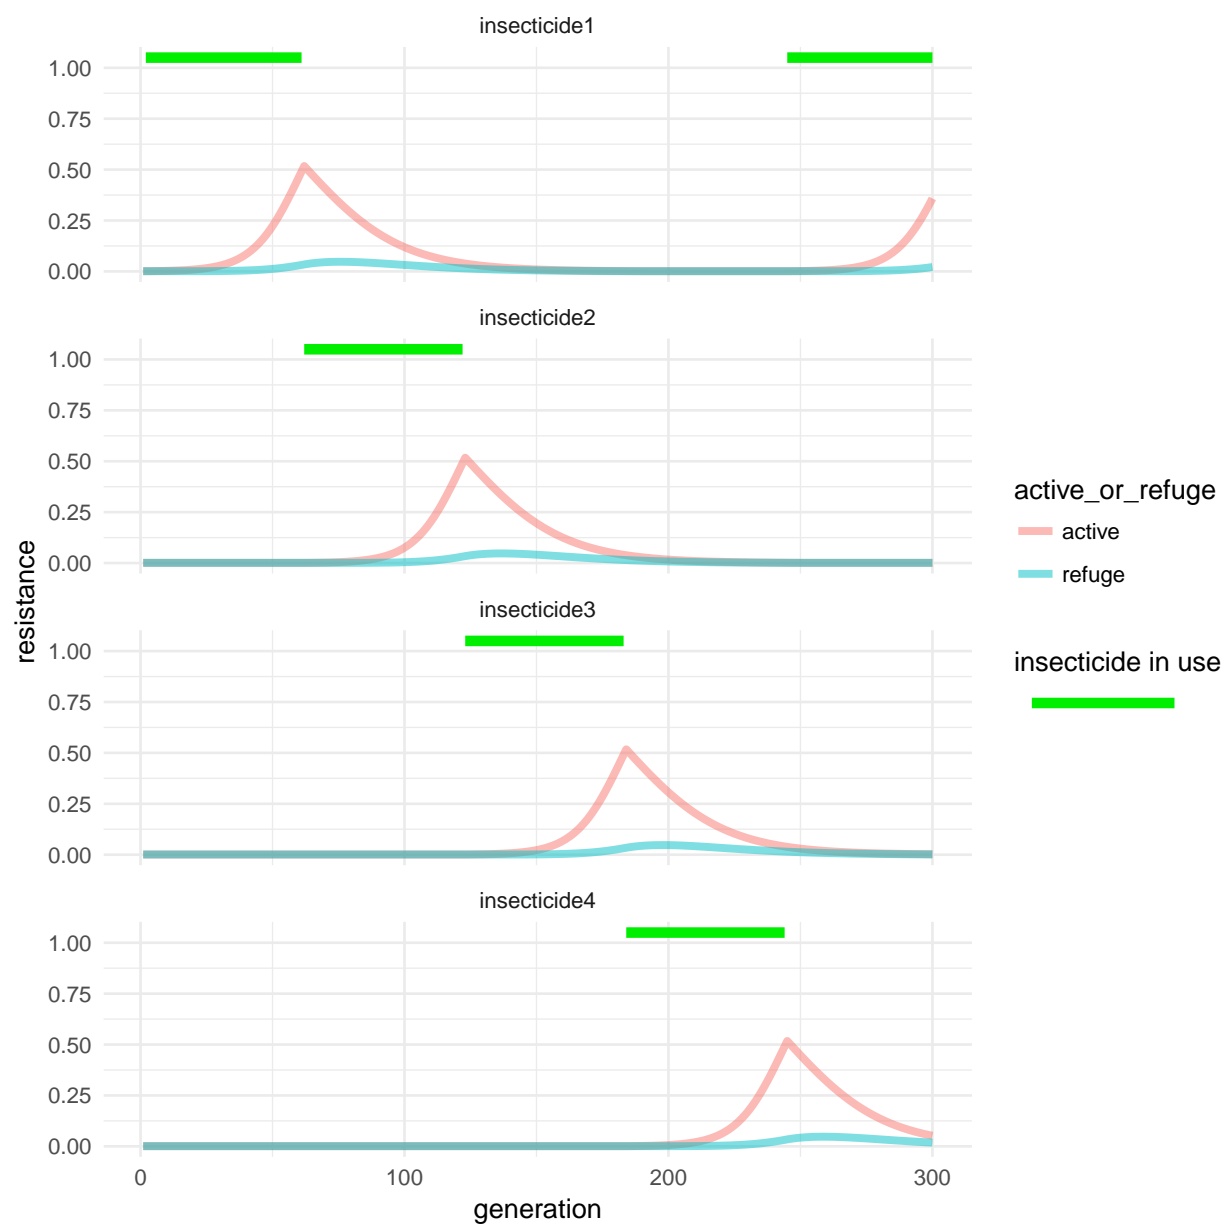 insecticide1
1.00
0.75
0.50
0.25
0.00
insecticide2
1.00
0.75
0.50
0.25
0.00
insecticide3
1.00
0.75
0.50
0.25
0.00
insecticide4
1.00
0.75
0.50
0.25
0.00
0 100 200 300
generation
resistance
active_or_refuge
active
refuge
insecticide in use